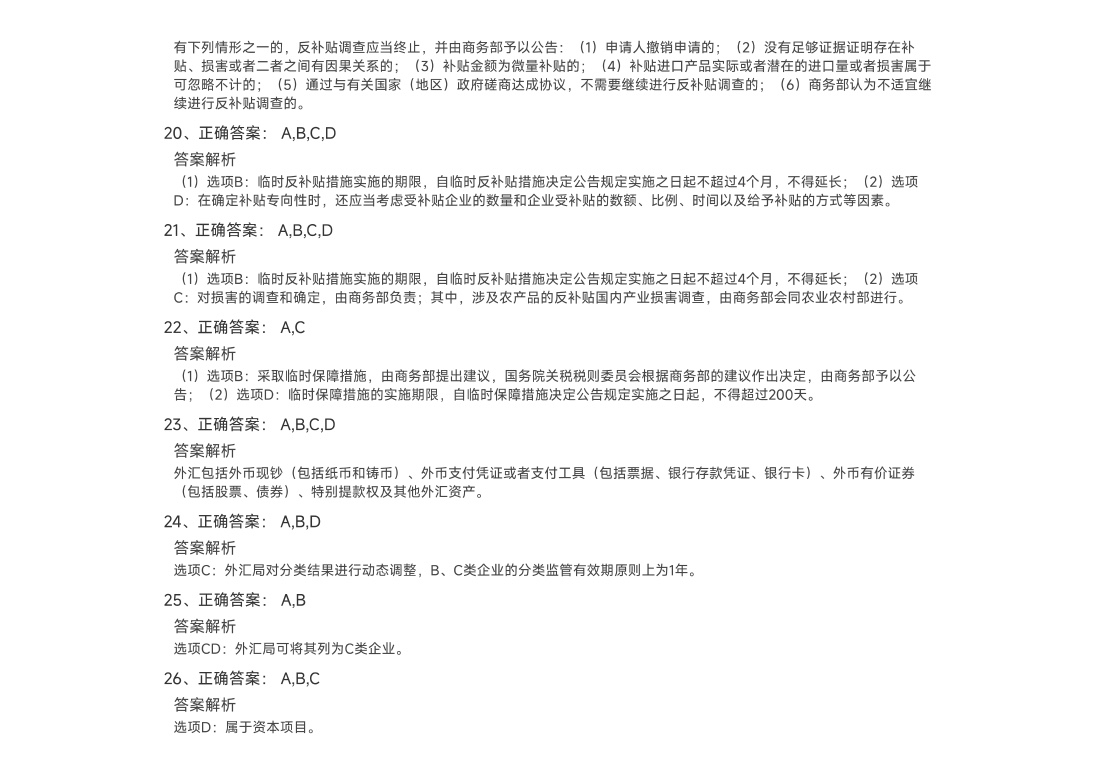 有下列情形之一的，反补贴调查应当终止，并由商务部予以公告：（1）申请人撤销申请的；（2）没有足够证据证明存在补
贴、损害或者二者之间有因果关系的；（3）补贴金额为微量补贴的；（4）补贴进口产品实际或者潜在的进口量或者损害属于
可忽略不计的；（5）通过与有关国家（地区）政府磋商达成协议，不需要继续进行反补贴调查的；（6）商务部认为不适宜继
续进行反补贴调查的。
20、正确答案： A,B,C,D
答案解析
（1）选项B：临时反补贴措施实施的期限，自临时反补贴措施决定公告规定实施之日起不超过4个月，不得延长；（2）选项
D：在确定补贴专向性时，还应当考虑受补贴企业的数量和企业受补贴的数额、比例、时间以及给予补贴的方式等因素。
21、正确答案： A,B,C,D
答案解析
（1）选项B：临时反补贴措施实施的期限，自临时反补贴措施决定公告规定实施之日起不超过4个月，不得延长；（2）选项
C：对损害的调查和确定，由商务部负责；其中，涉及农产品的反补贴国内产业损害调查，由商务部会同农业农村部进行。
22、正确答案： A,C
答案解析
（1）选项B：采取临时保障措施，由商务部提出建议，国务院关税税则委员会根据商务部的建议作出决定，由商务部予以公
告；（2）选项D：临时保障措施的实施期限，自临时保障措施决定公告规定实施之日起，不得超过200天。
23、正确答案： A,B,C,D
答案解析
外汇包括外币现钞（包括纸币和铸币）、外币支付凭证或者支付工具（包括票据、银行存款凭证、银行卡）、外币有价证券
（包括股票、债券）、特别提款权及其他外汇资产。
24、正确答案： A,B,D
答案解析
选项C：外汇局对分类结果进行动态调整，B、C类企业的分类监管有效期原则上为1年。
25、正确答案： A,B
答案解析
选项CD：外汇局可将其列为C类企业。
26、正确答案： A,B,C
答案解析
选项D：属于资本项目。